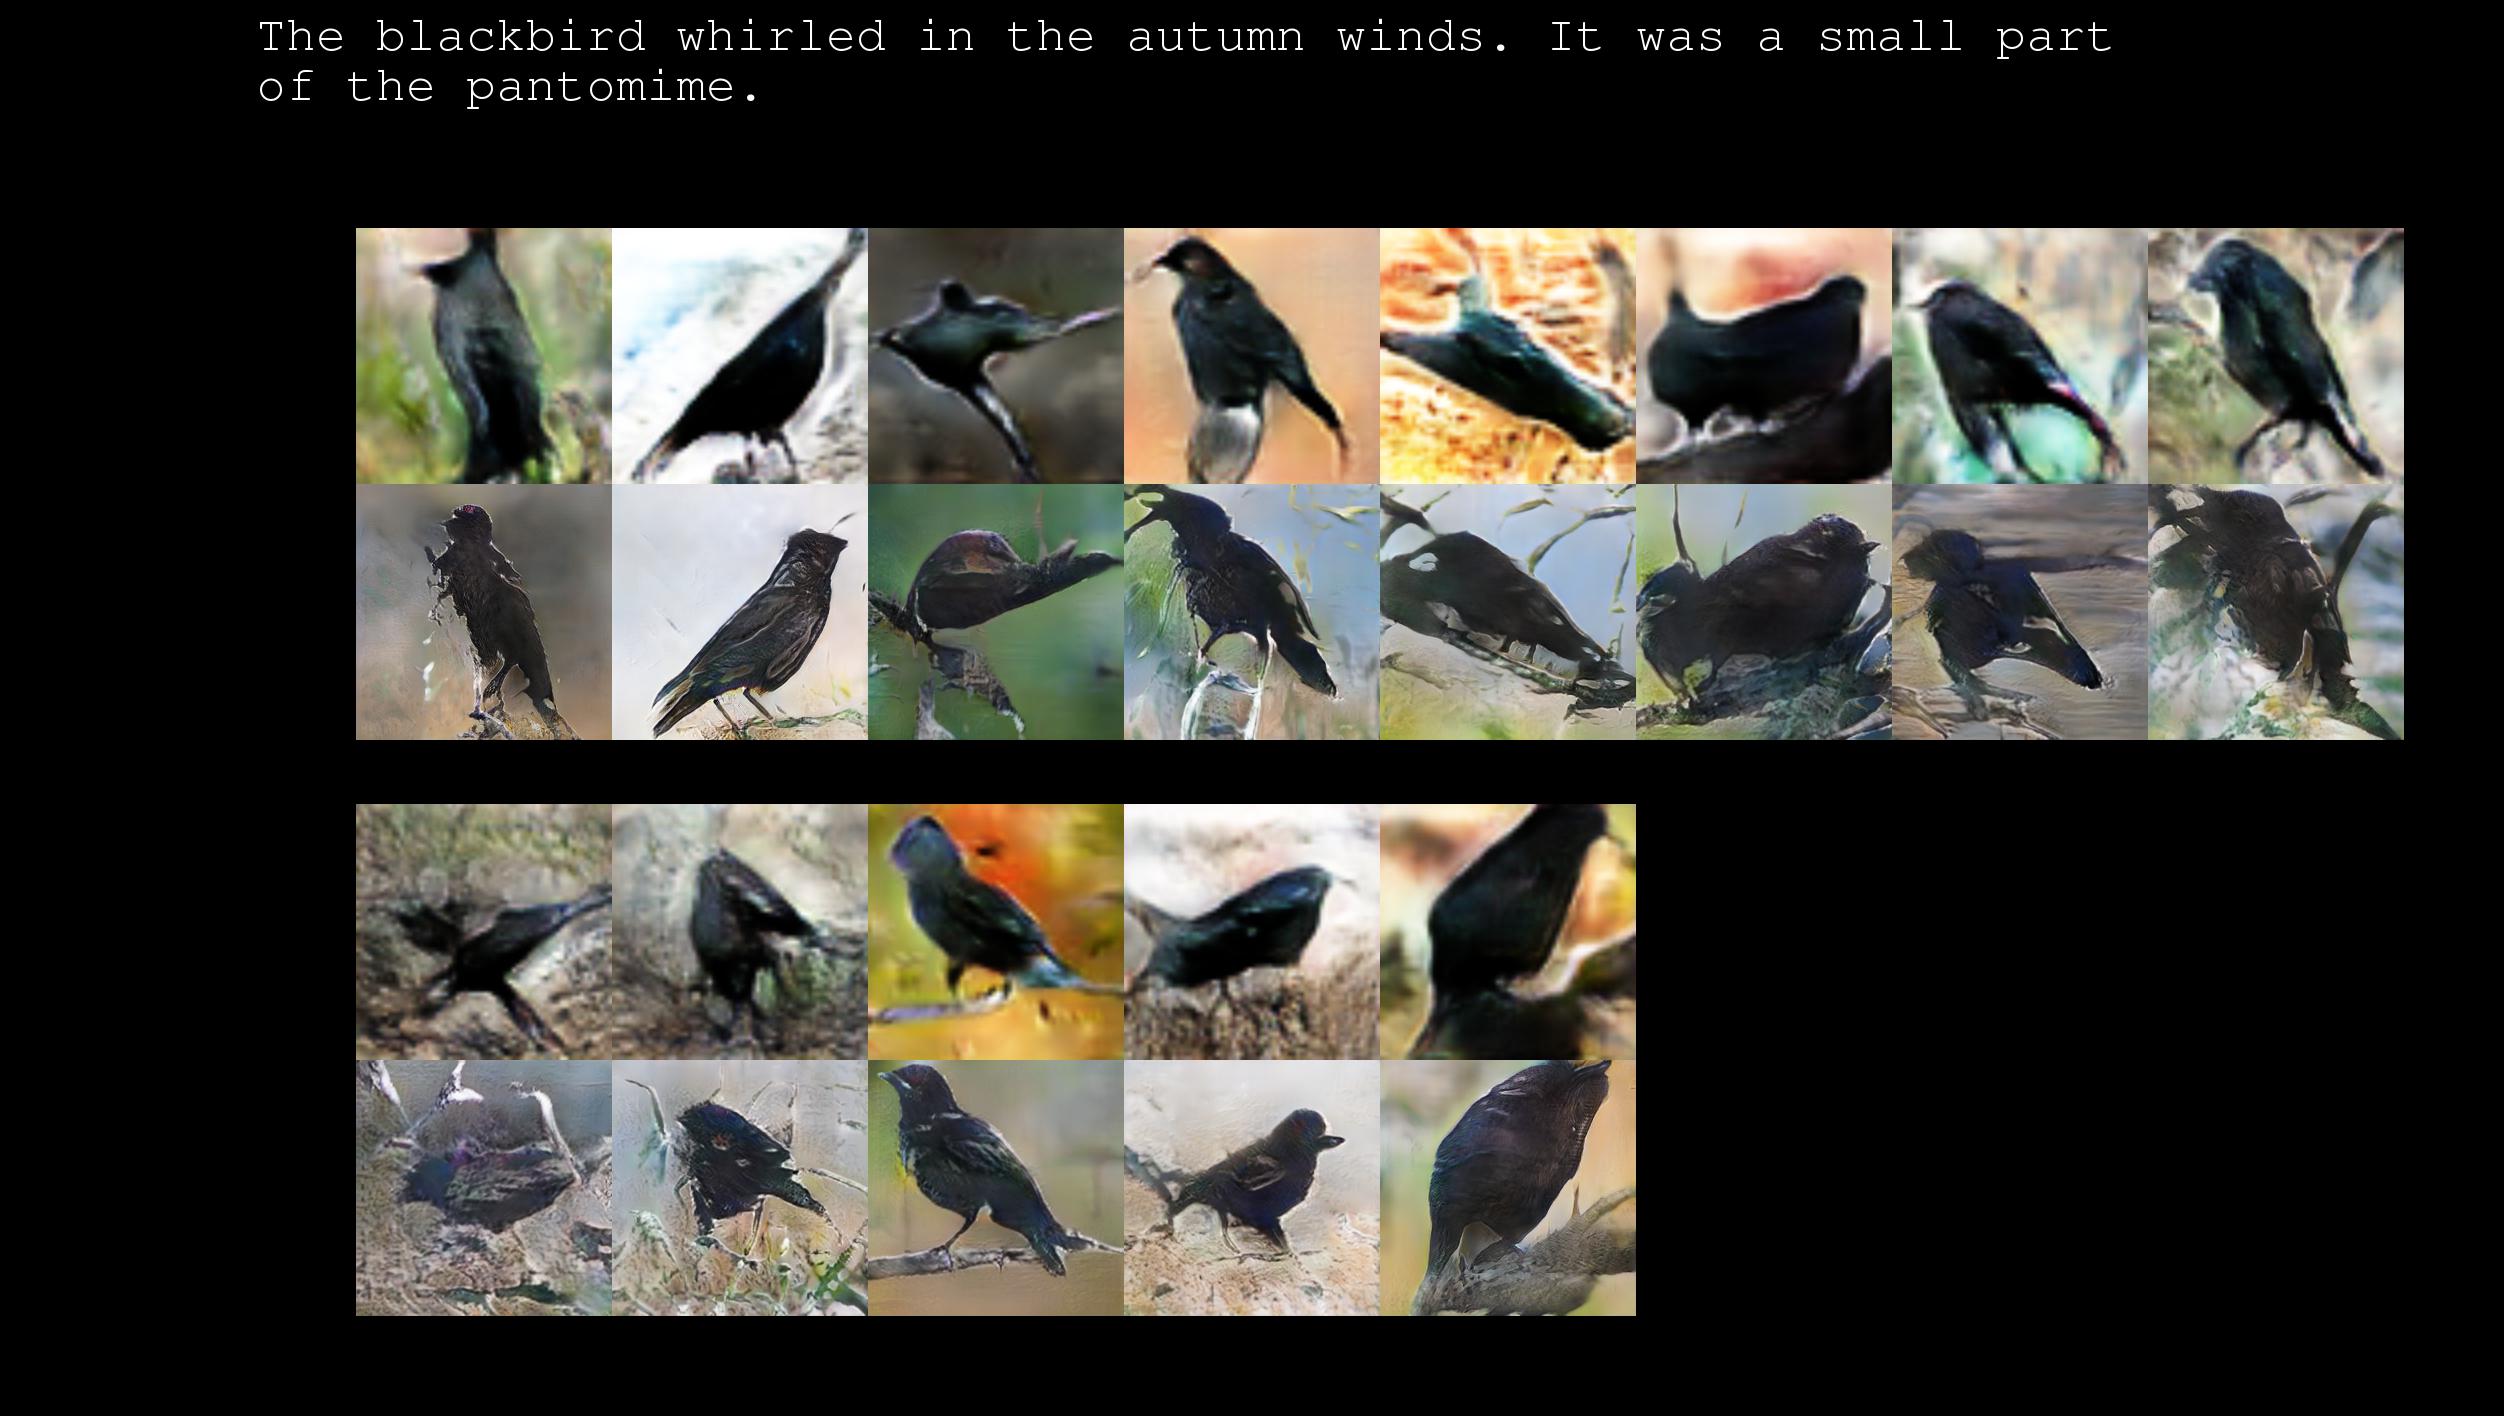 The blackbird whirled in the autumn winds. It was a small part
of the pantomime.